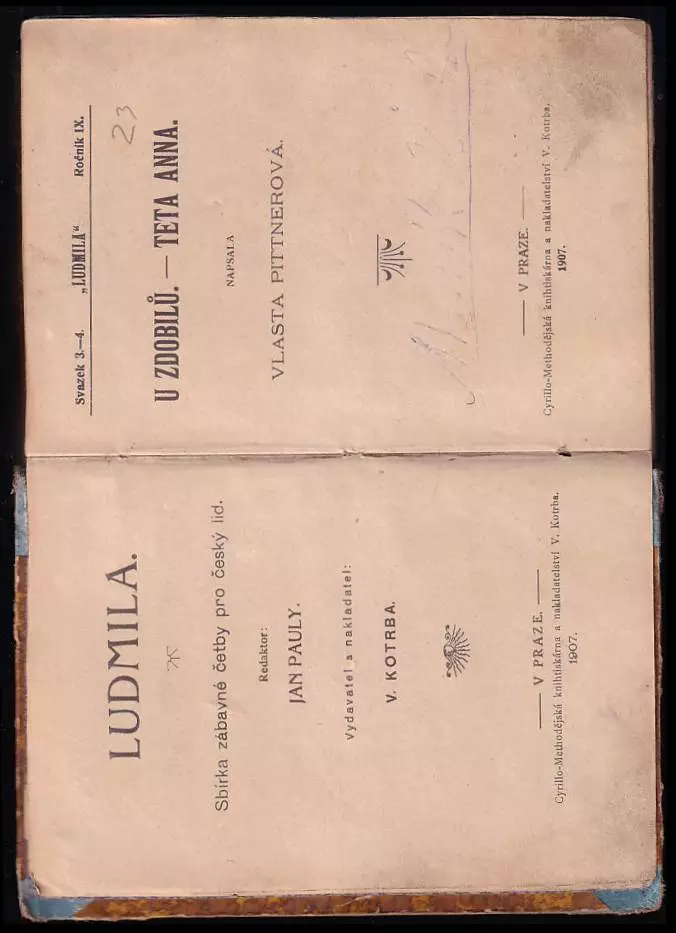 LUDMILA.
Sbírka zábavné četby pro český lid.
Redaktor:
JAN PAULY.
Vydavatel a nakladatel:
V. KOTRBA.
V PRAZE.
Cyrillo-Methodějská knihtiskárna a nakladatelství V. Kotrba.
1907.
Svazek 3.—4. „LUDMILA“ Ročník IX.
23
U ZDOBILŮ. — TETA ANNA.
NAPSALA
VLASTA PITTNEROVÁ.
V PRAZE.
Cyrillo-Methodějská knihtiskárna a nakladatelství V. Kotrba.
1907.